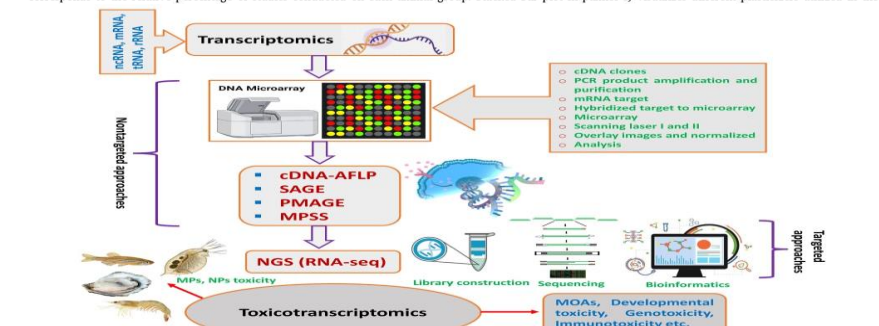 ncRNA, mRNA,
tRNA, rRNA
Transcriptomics
DNA Microarray
cDNA clones
PCR product amplification and
purification
mRNA target
Hybridized target to microarray
Microarray
Scanning laser I and II
Overlay images and normalized
Analysis
Nontargeted approaches
cDNA-AFLP
SAGE
PMAGE
MPSS
NGS (RNA-seq)
Library construction
Sequencing
Bioinformatics
Targeted
approaches
MPs, NPs toxicity
Toxicotranscriptomics
MOAs, Developmental
toxicity, Genotoxicity,
Immunotoxicity etc.